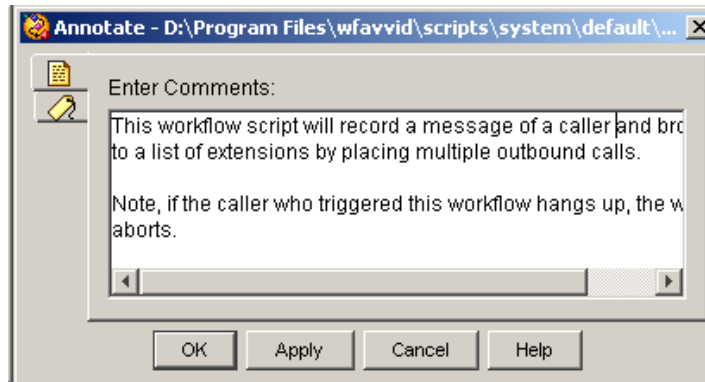 Annotate - D:\Program Files\wfavvid\scripts\system\default\...
Enter Comments:
This workflow script will record a message of a caller and
to a list of extensions by placing multiple outbound calls.
Note, if the caller who triggered this workflow hangs up, the
aborts.
OK Apply Cancel Help